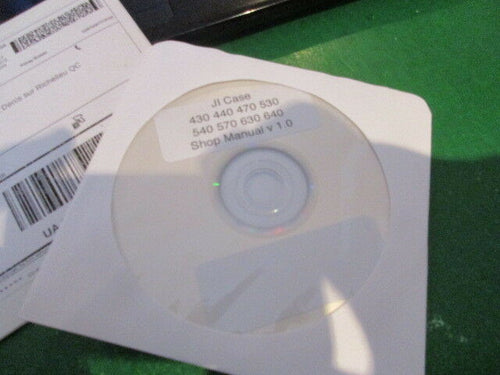 Denis sur Richelieu QC
JI Case
430 440 470 530
540 570 630 640
Shop Manual v 1.0
UA